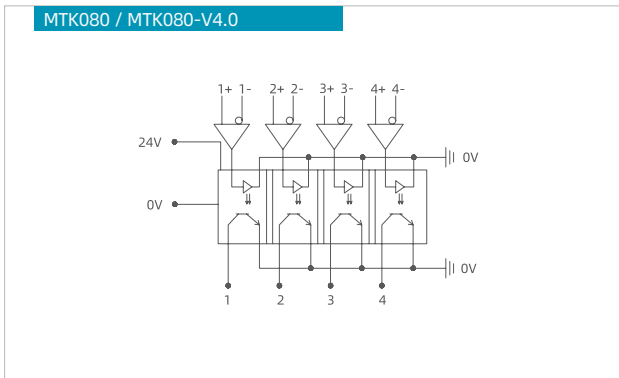 MTK080 / MTK080-V4.0
1+ 1- 2+ 2- 3+ 3- 4+ 4-
24V
0V
0V
0V
1 2 3 4